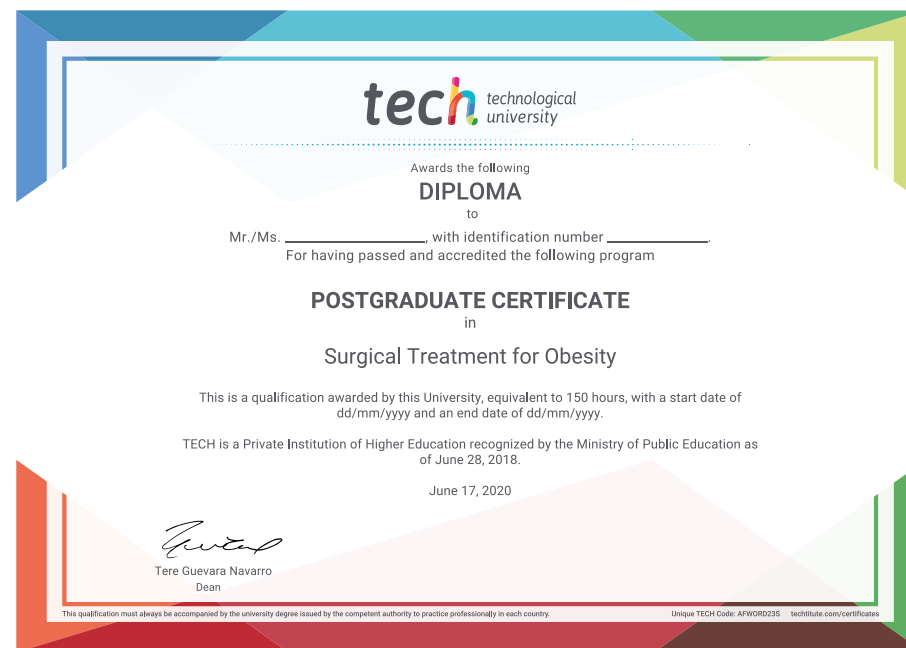 tech technological
university
Awards the following
DIPLOMA
to
Mr./Ms. ____________________, with identification number ______________.
For having passed and accredited the following program
POSTGRADUATE CERTIFICATE
in
Surgical Treatment for Obesity
This is a qualification awarded by this University, equivalent to 150 hours, with a start date of
dd/mm/yyyy and an end date of dd/mm/yyyy.
TECH is a Private Institution of Higher Education recognized by the Ministry of Public Education as
of June 28, 2018.
June 17, 2020
Tere Guevara Navarro
Dean
This qualification must always be accompanied by the university degree issued by the competent authority to practice professionally in each country. Unique TECH Code: AFWORD23S techtitute.com/certificates